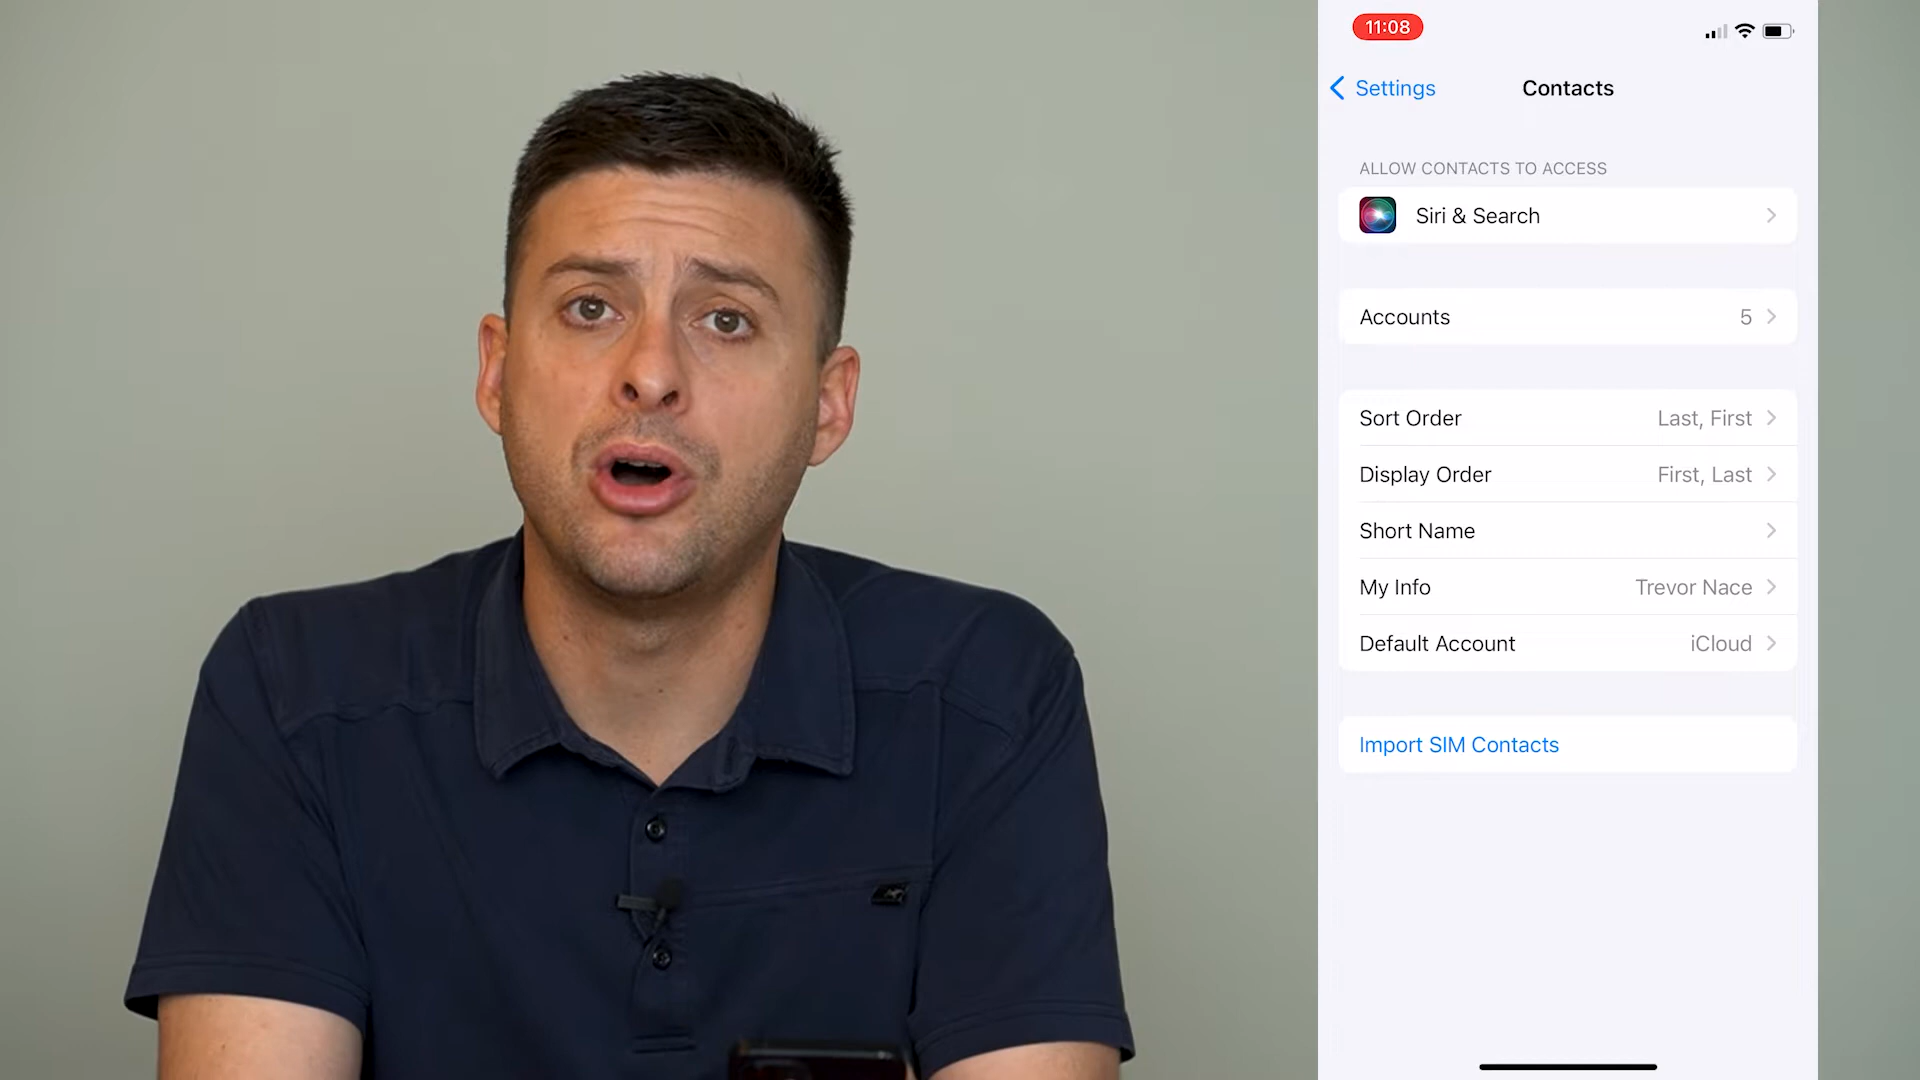 11:08
Settings
Contacts
ALLOW CONTACTS TO ACCESS
Siri & Search
Accounts 5
Sort Order Last, First
Display Order First, Last
Short Name
My Info Trevor Nace
Default Account iCloud
Import SIM Contacts